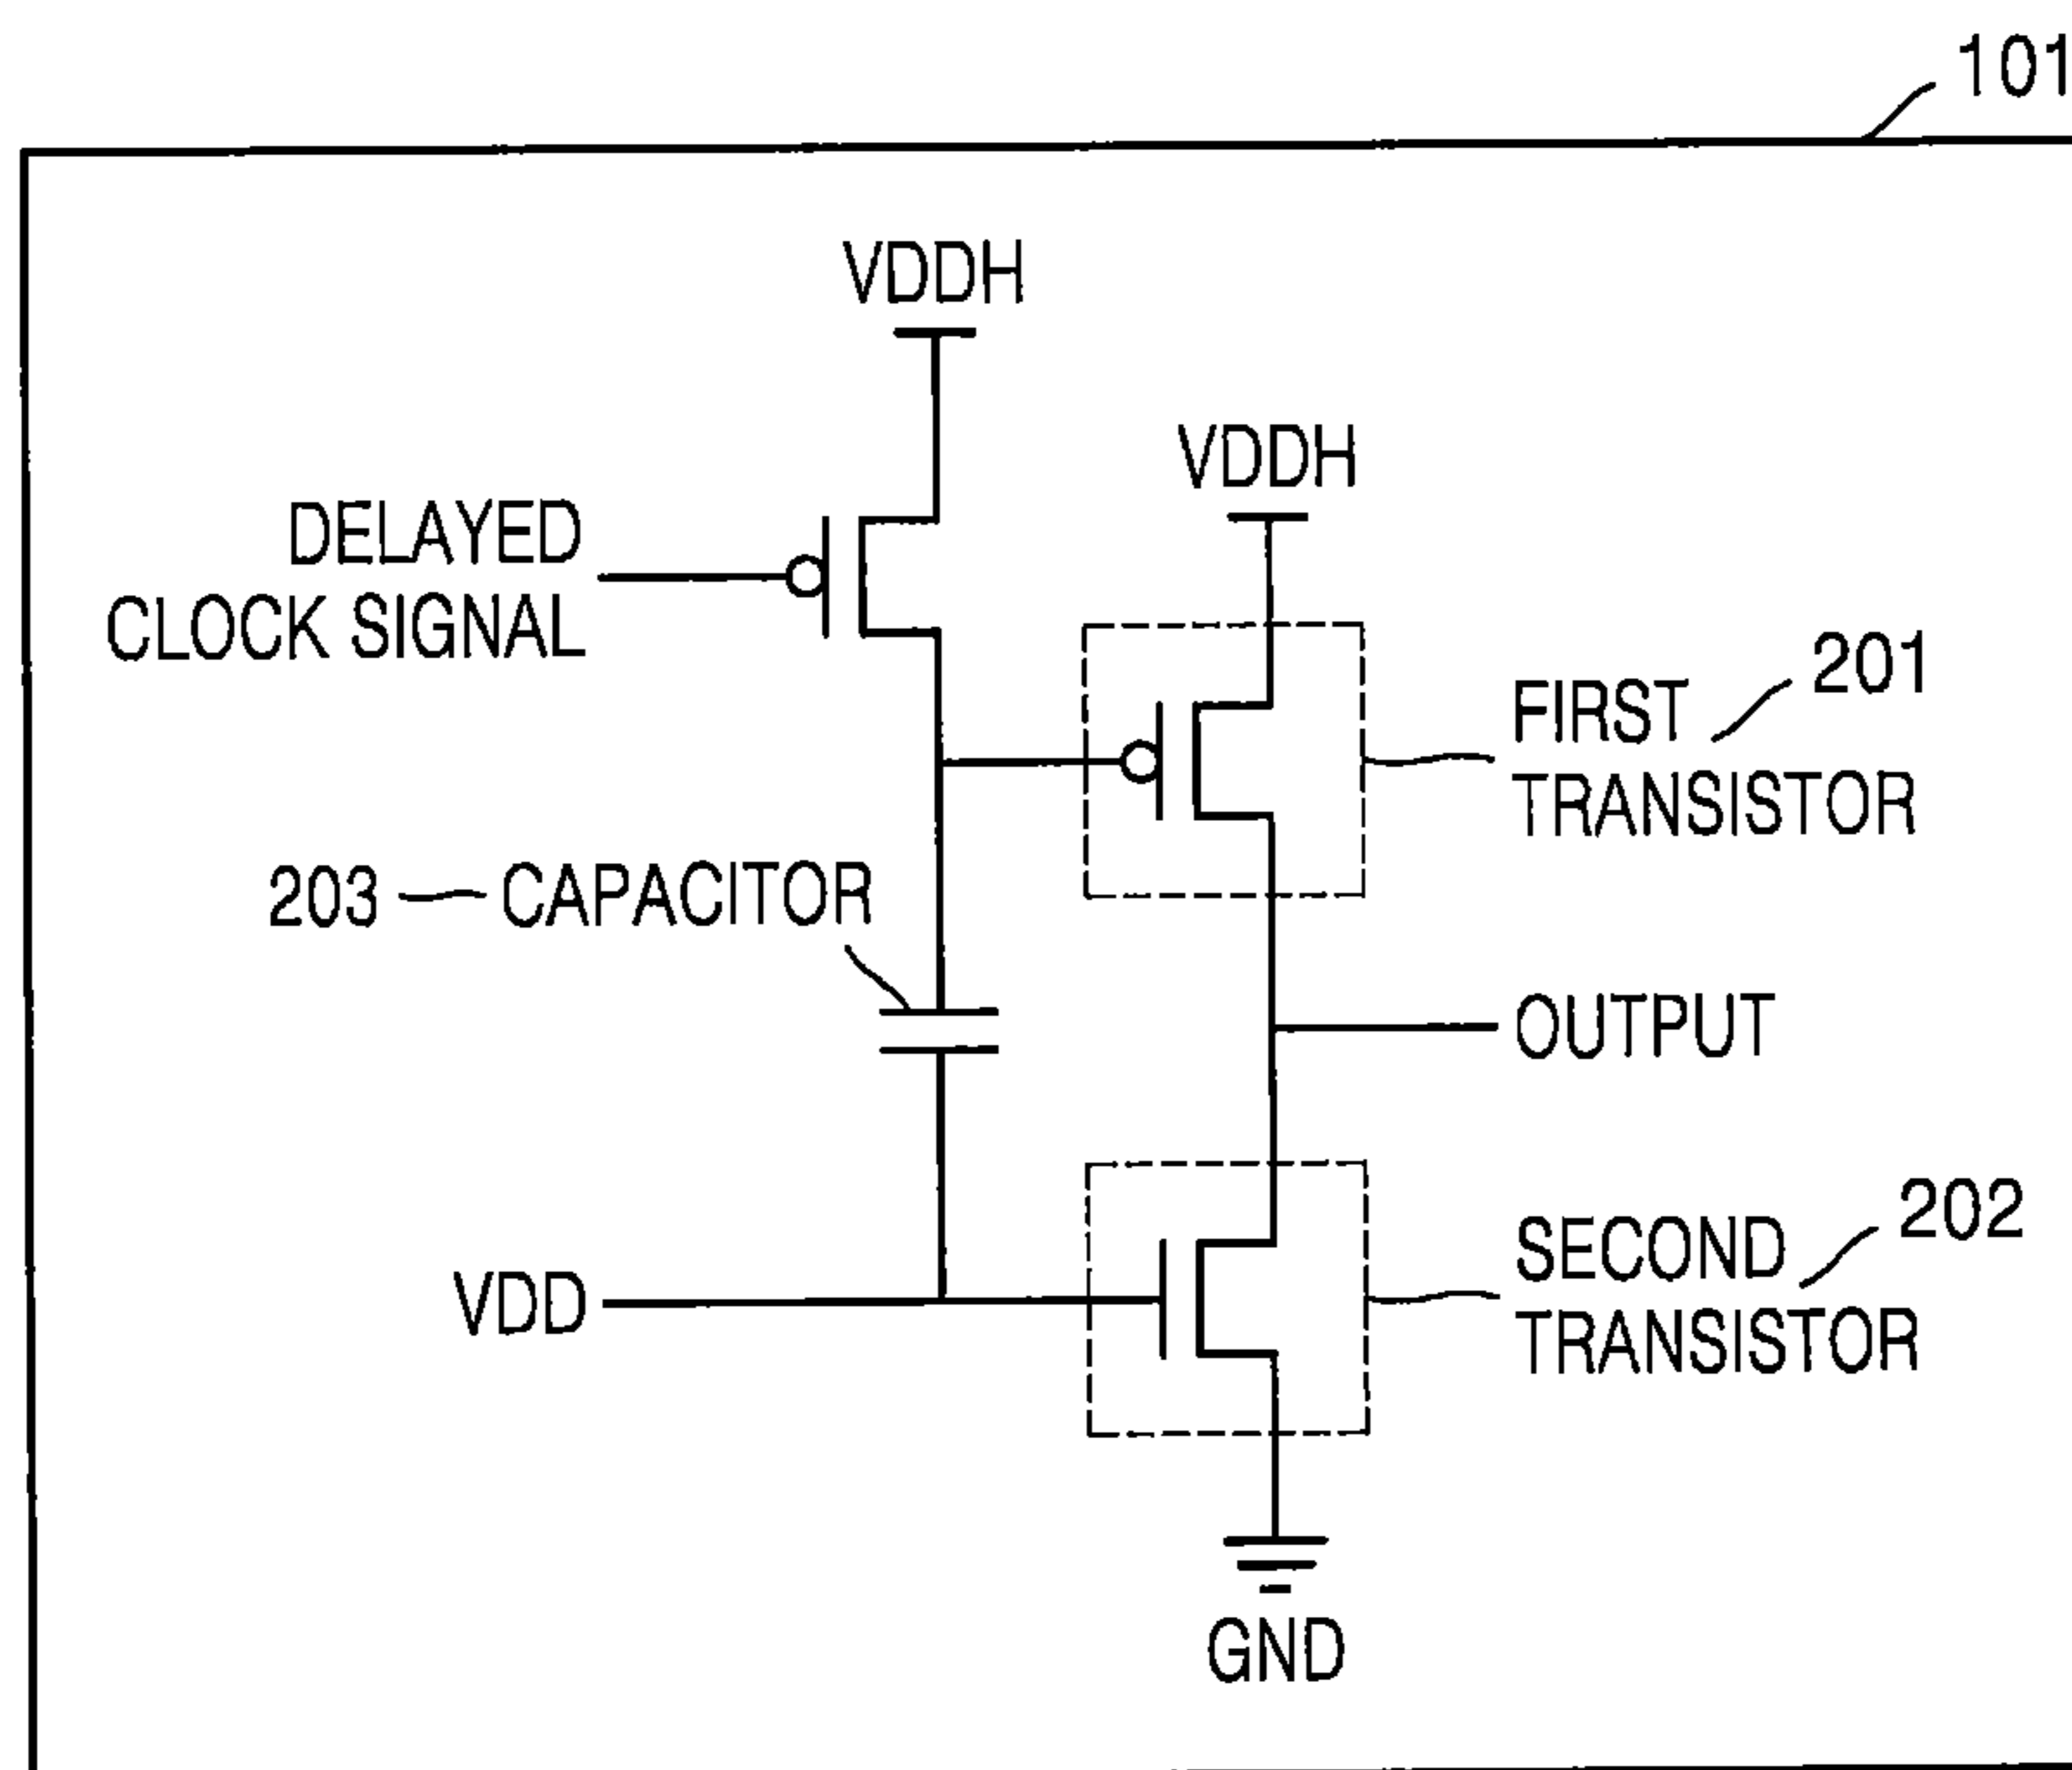 101
VDDH
VDDH
DELAYED
CLOCK SIGNAL
201
FIRST
TRANSISTOR
203
CAPACITOR
OUTPUT
202
SECOND
TRANSISTOR
VDD
GND